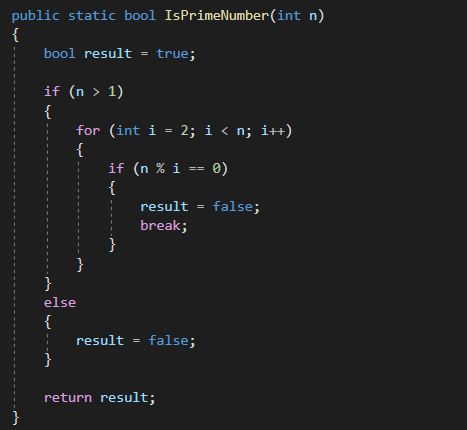 public static bool IsPrimeNumber(int n)
{
    bool result = true;

    if (n > 1)
    {
        for (int i = 2; i < n; i++)
        {
            if (n % i == 0)
            {
                result = false;
                break;
            }
        }
    }
    else
    {
        result = false;
    }

    return result;
}